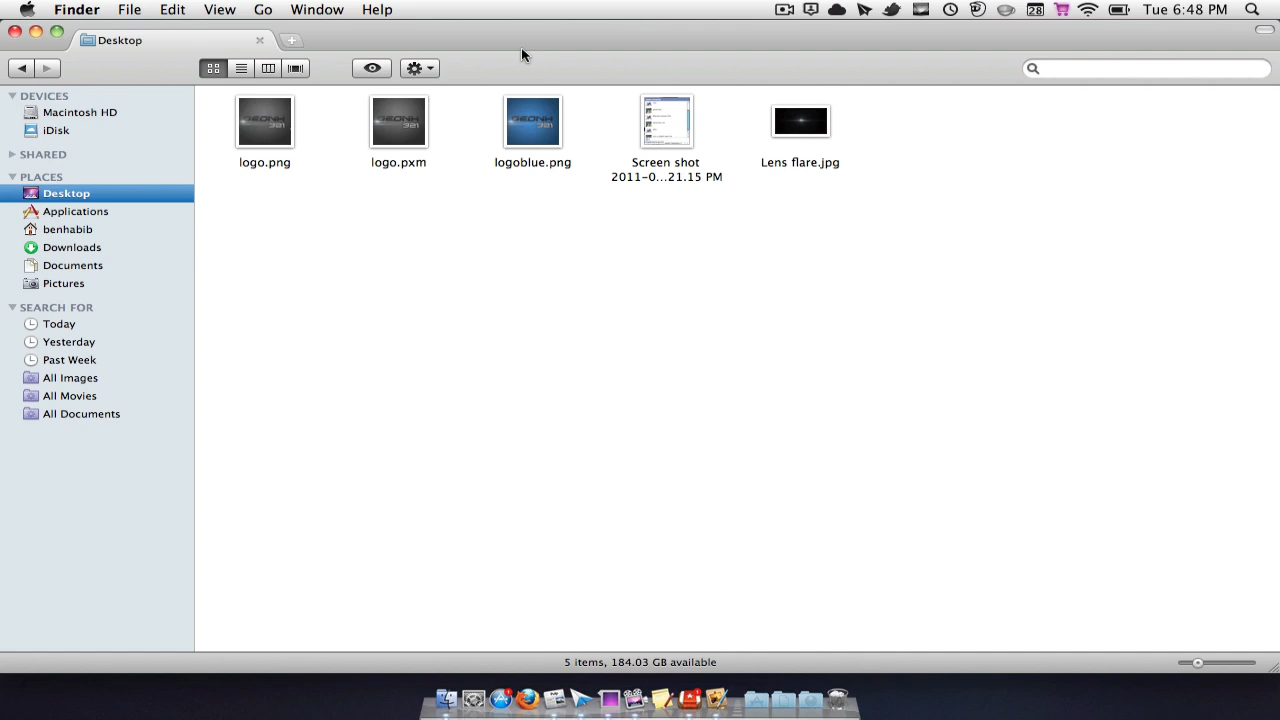 Finder File Edit View Go Window Help
28 Tue 6:48 PM
Desktop
DEVICES
Macintosh HD
iDisk
SHARED
PLACES
Desktop
Applications
benhabib
Downloads
Documents
Pictures
SEARCH FOR
Today
Yesterday
Past Week
All Images
All Movies
All Documents
logo.png
logo.pxm
logoblue.png
Screen shot
2011-0...21.15 PM
Lens flare.jpg
5 items, 184.03 GB available